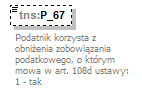 tns:P_67
Podatnik korzysta z
obniżenia zobowiązania
podatkowego, o którym
mowa w art. 108d ustawy:
1 - tak